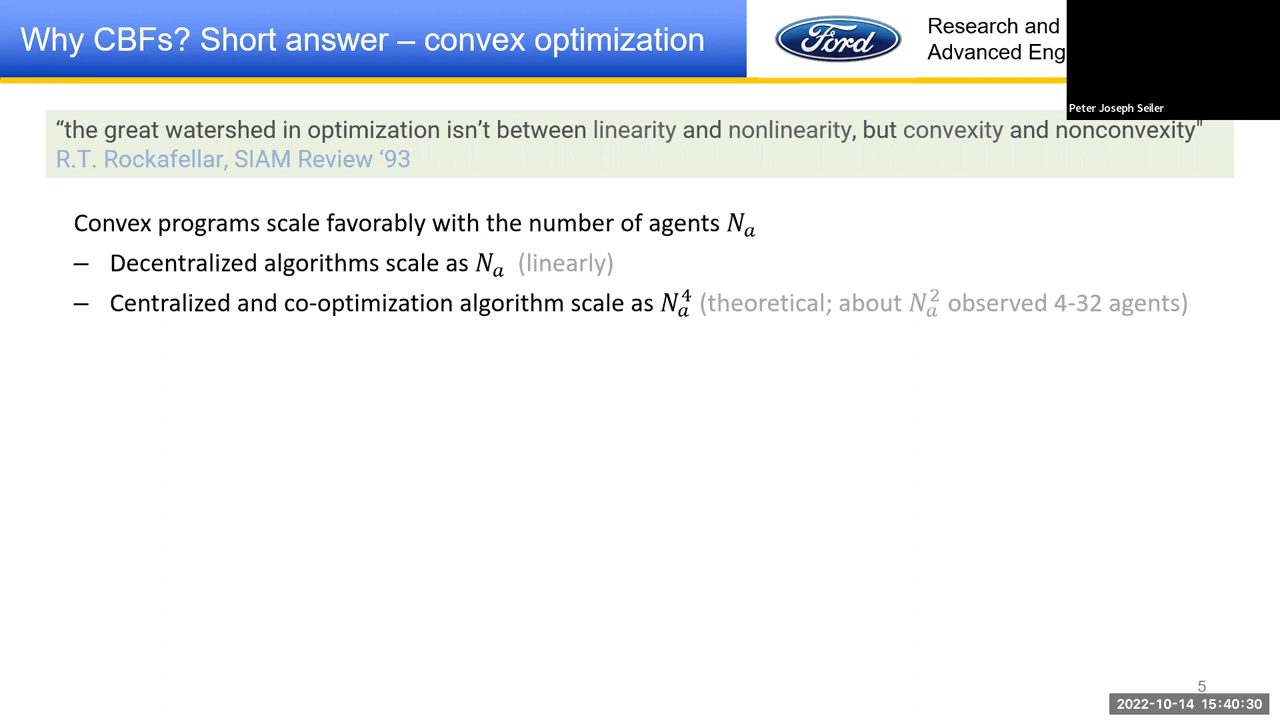 Why CBFs? Short answer – convex optimization
Ford
Research and
Advanced Eng
Peter Joseph Seiler
“the great watershed in optimization isn’t between linearity and nonlinearity, but convexity and nonconvexity"
R.T. Rockafellar, SIAM Review ‘93
Convex programs scale favorably with the number of agents Nₐ
– Decentralized algorithms scale as Nₐ (linearly)
– Centralized and co-optimization algorithm scale as Nₐ⁴ (theoretical; about Nₐ² observed 4-32 agents)
5
2022-10-14 15:40:30